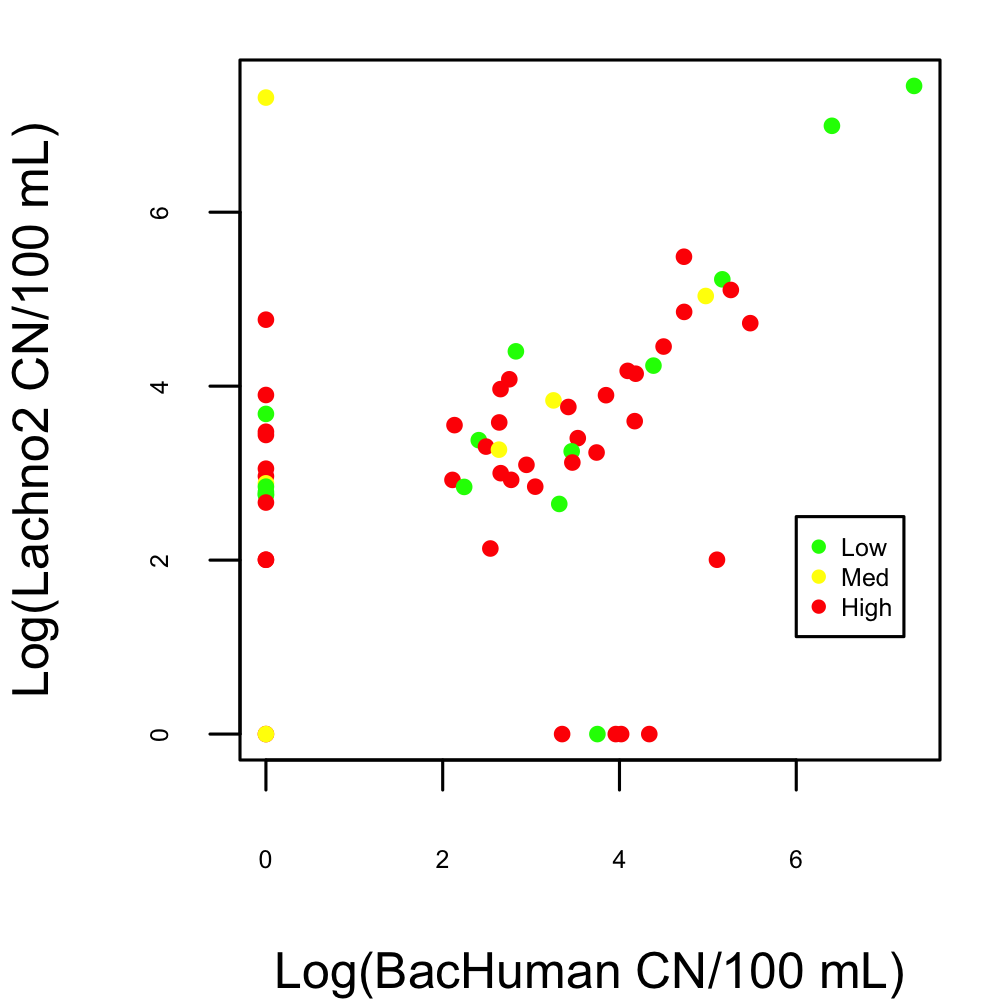 Log(Lachno2 CN/100 mL)
6
4
2
0
Low
Med
High
0 2 4 6
Log(BacHuman CN/100 mL)